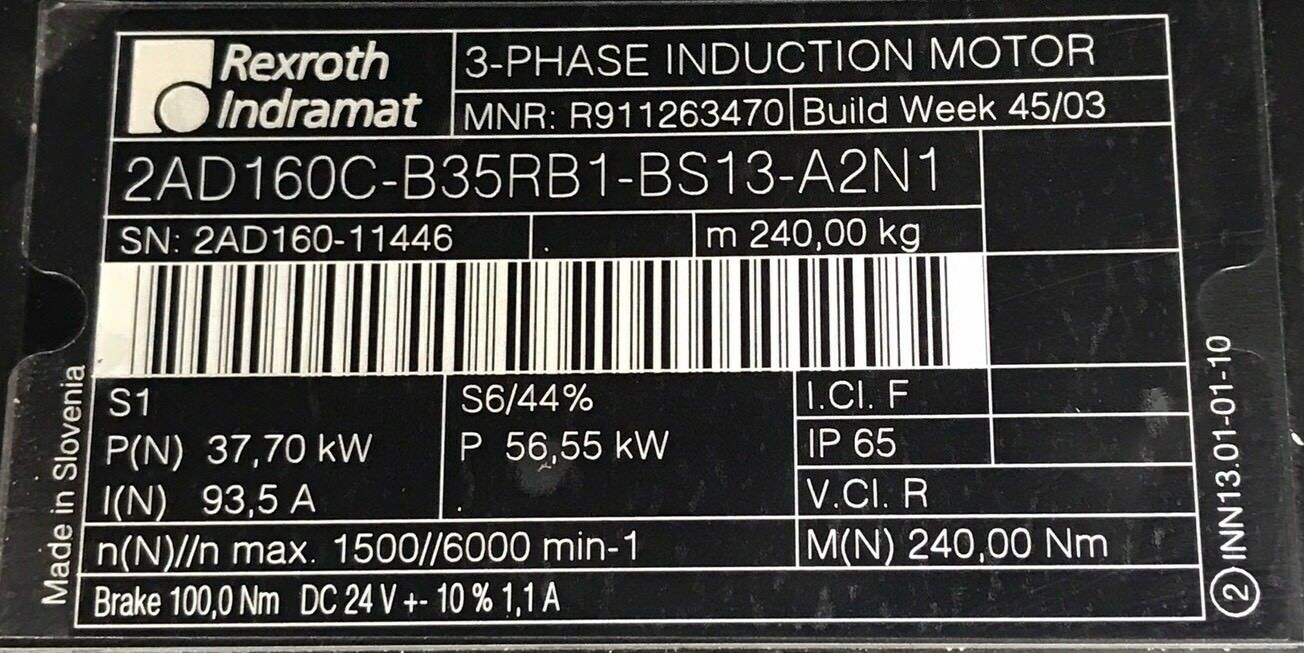 Rexroth
Indramat
3-PHASE INDUCTION MOTOR
MNR: R911263470
Build Week 45/03
2AD160C-B35RB1-BS13-A2N1
SN: 2AD160-11446
m 240,00 kg
S1
S6/44%
I.Cl. F
P(N) 37,70 kW
P 56,55 kW
IP 65
I(N) 93,5 A
V.Cl. R
n(N)//n max. 1500//6000 min-1
M(N) 240,00 Nm
Brake 100,0 Nm DC 24 V +- 10 % 1,1 A
Made in Slovenia
2 INN13.01-01-10